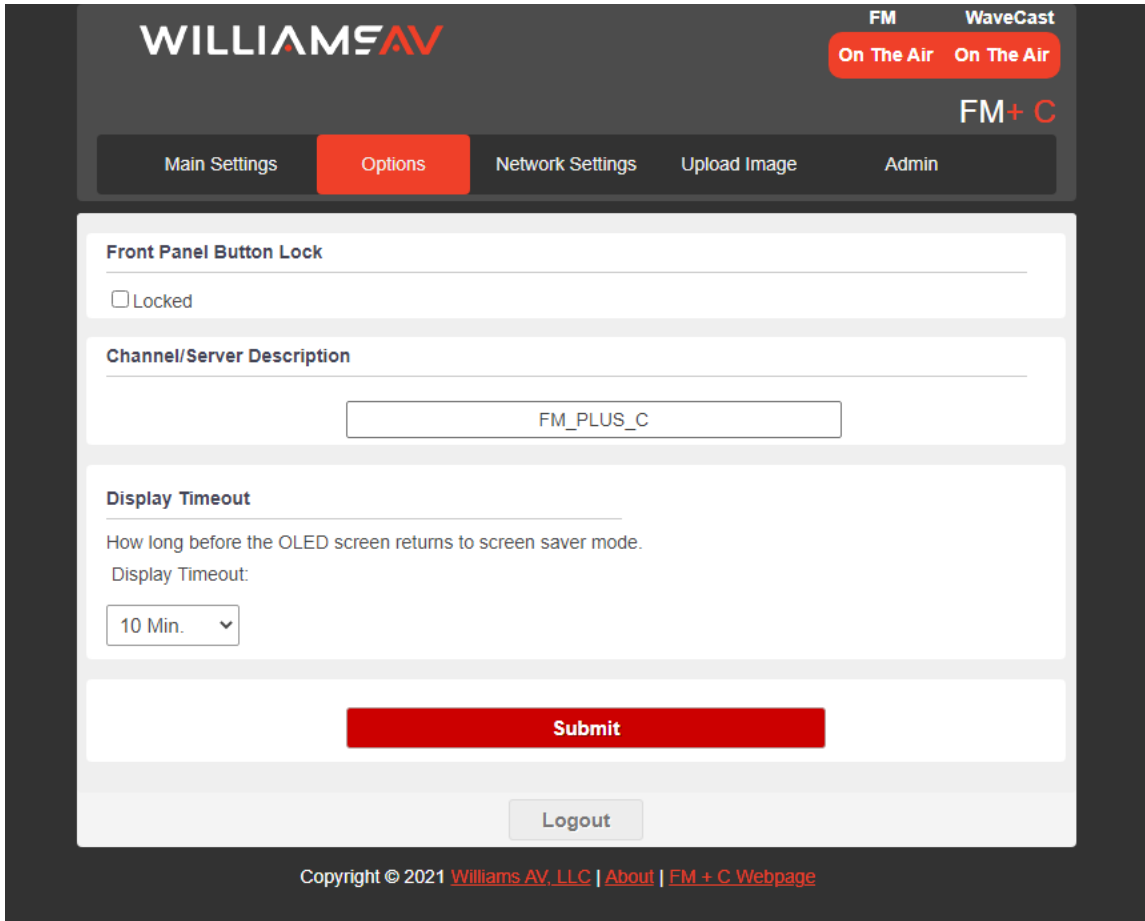 WILLIAMS AV
FM WaveCast
On The Air On The Air
FM+ C
Main Settings Options Network Settings Upload Image Admin
Front Panel Button Lock
Locked
Channel/Server Description
FM_PLUS_C
Display Timeout
How long before the OLED screen returns to screen saver mode.
Display Timeout:
10 Min.
Submit
Logout
Copyright © 2021 Williams AV, LLC | About | FM + C Webpage